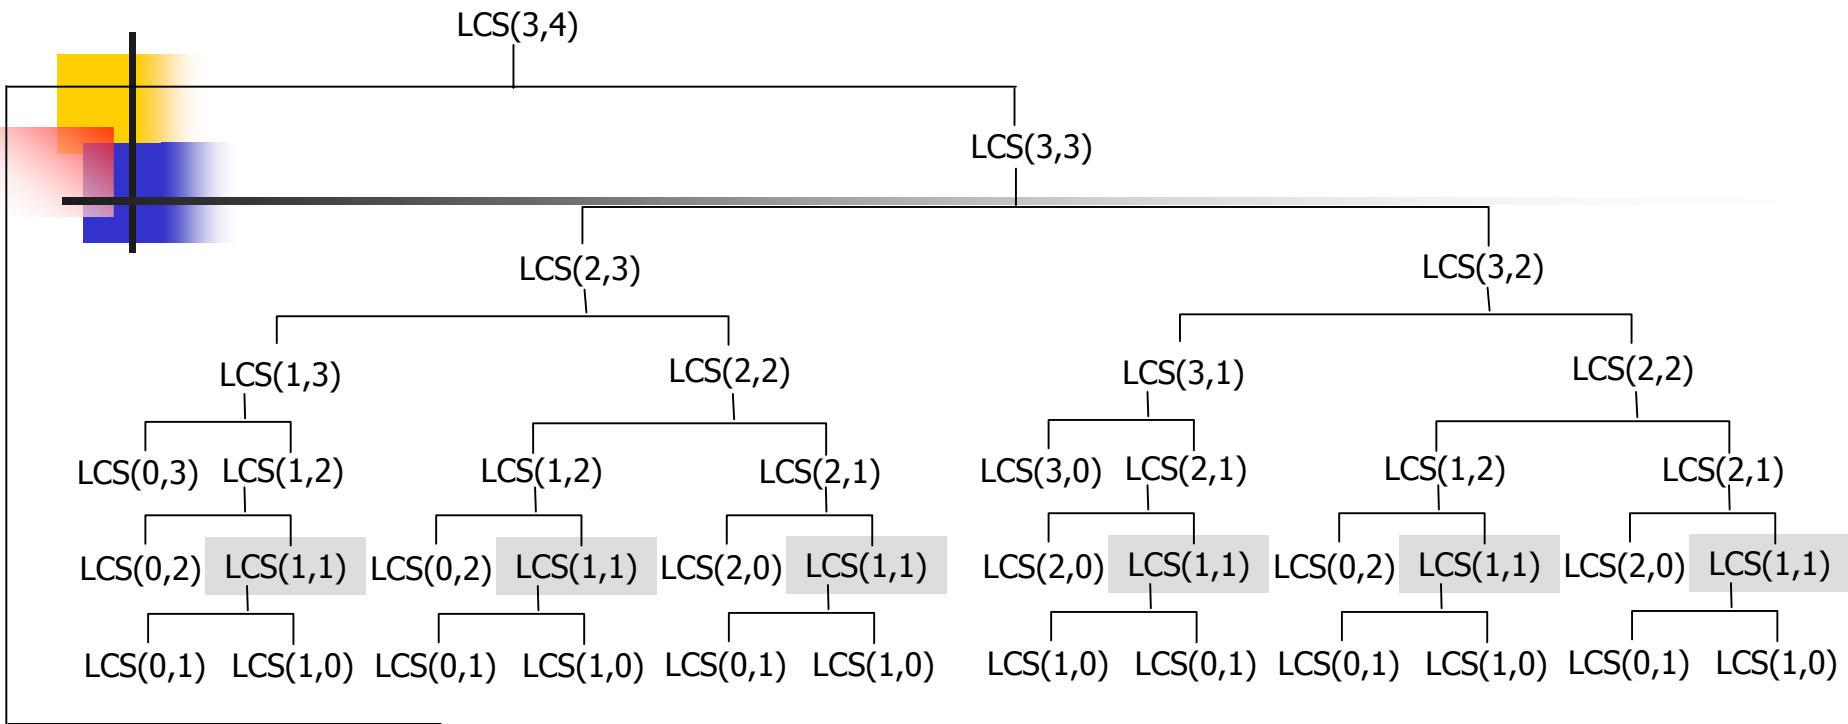 LCS(3,4)
LCS(3,3)
LCS(2,3) LCS(3,2)
LCS(1,3) LCS(2,2) LCS(3,1) LCS(2,2)
LCS(0,3) LCS(1,2) LCS(1,2) LCS(2,1) LCS(3,0) LCS(2,1) LCS(1,2) LCS(2,1)
LCS(0,2) LCS(1,1) LCS(0,2) LCS(1,1) LCS(2,0) LCS(1,1) LCS(2,0) LCS(1,1) LCS(0,2) LCS(1,1) LCS(2,0) LCS(1,1)
LCS(0,1) LCS(1,0) LCS(0,1) LCS(1,0) LCS(0,1) LCS(1,0) LCS(1,0) LCS(0,1) LCS(0,1) LCS(1,0) LCS(0,1) LCS(1,0)